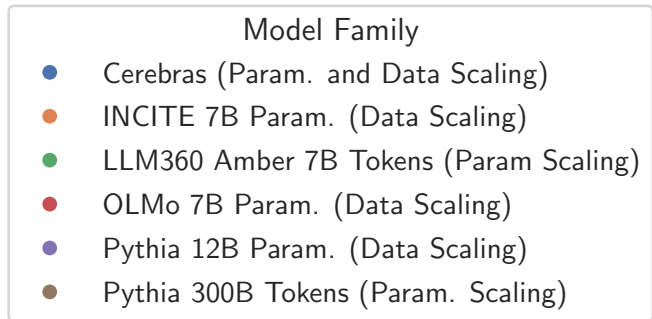 Model Family
Cerebras (Param. and Data Scaling)
INCITE 7B Param. (Data Scaling)
LLM360 Amber 7B Tokens (Param Scaling)
OLMo 7B Param. (Data Scaling)
Pythia 12B Param. (Data Scaling)
Pythia 300B Tokens (Param. Scaling)